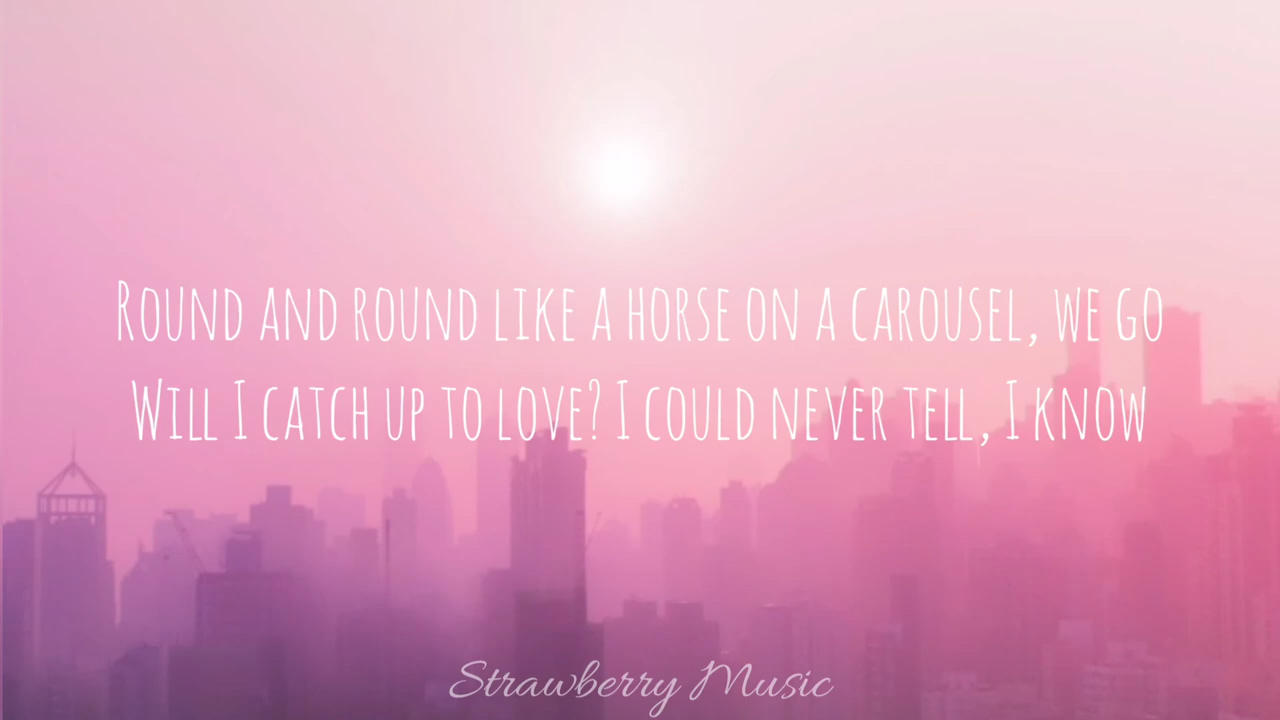 Round and round like a horse on a carousel, we go
Will I catch up to love? I could never tell, I know
Strawberry Music